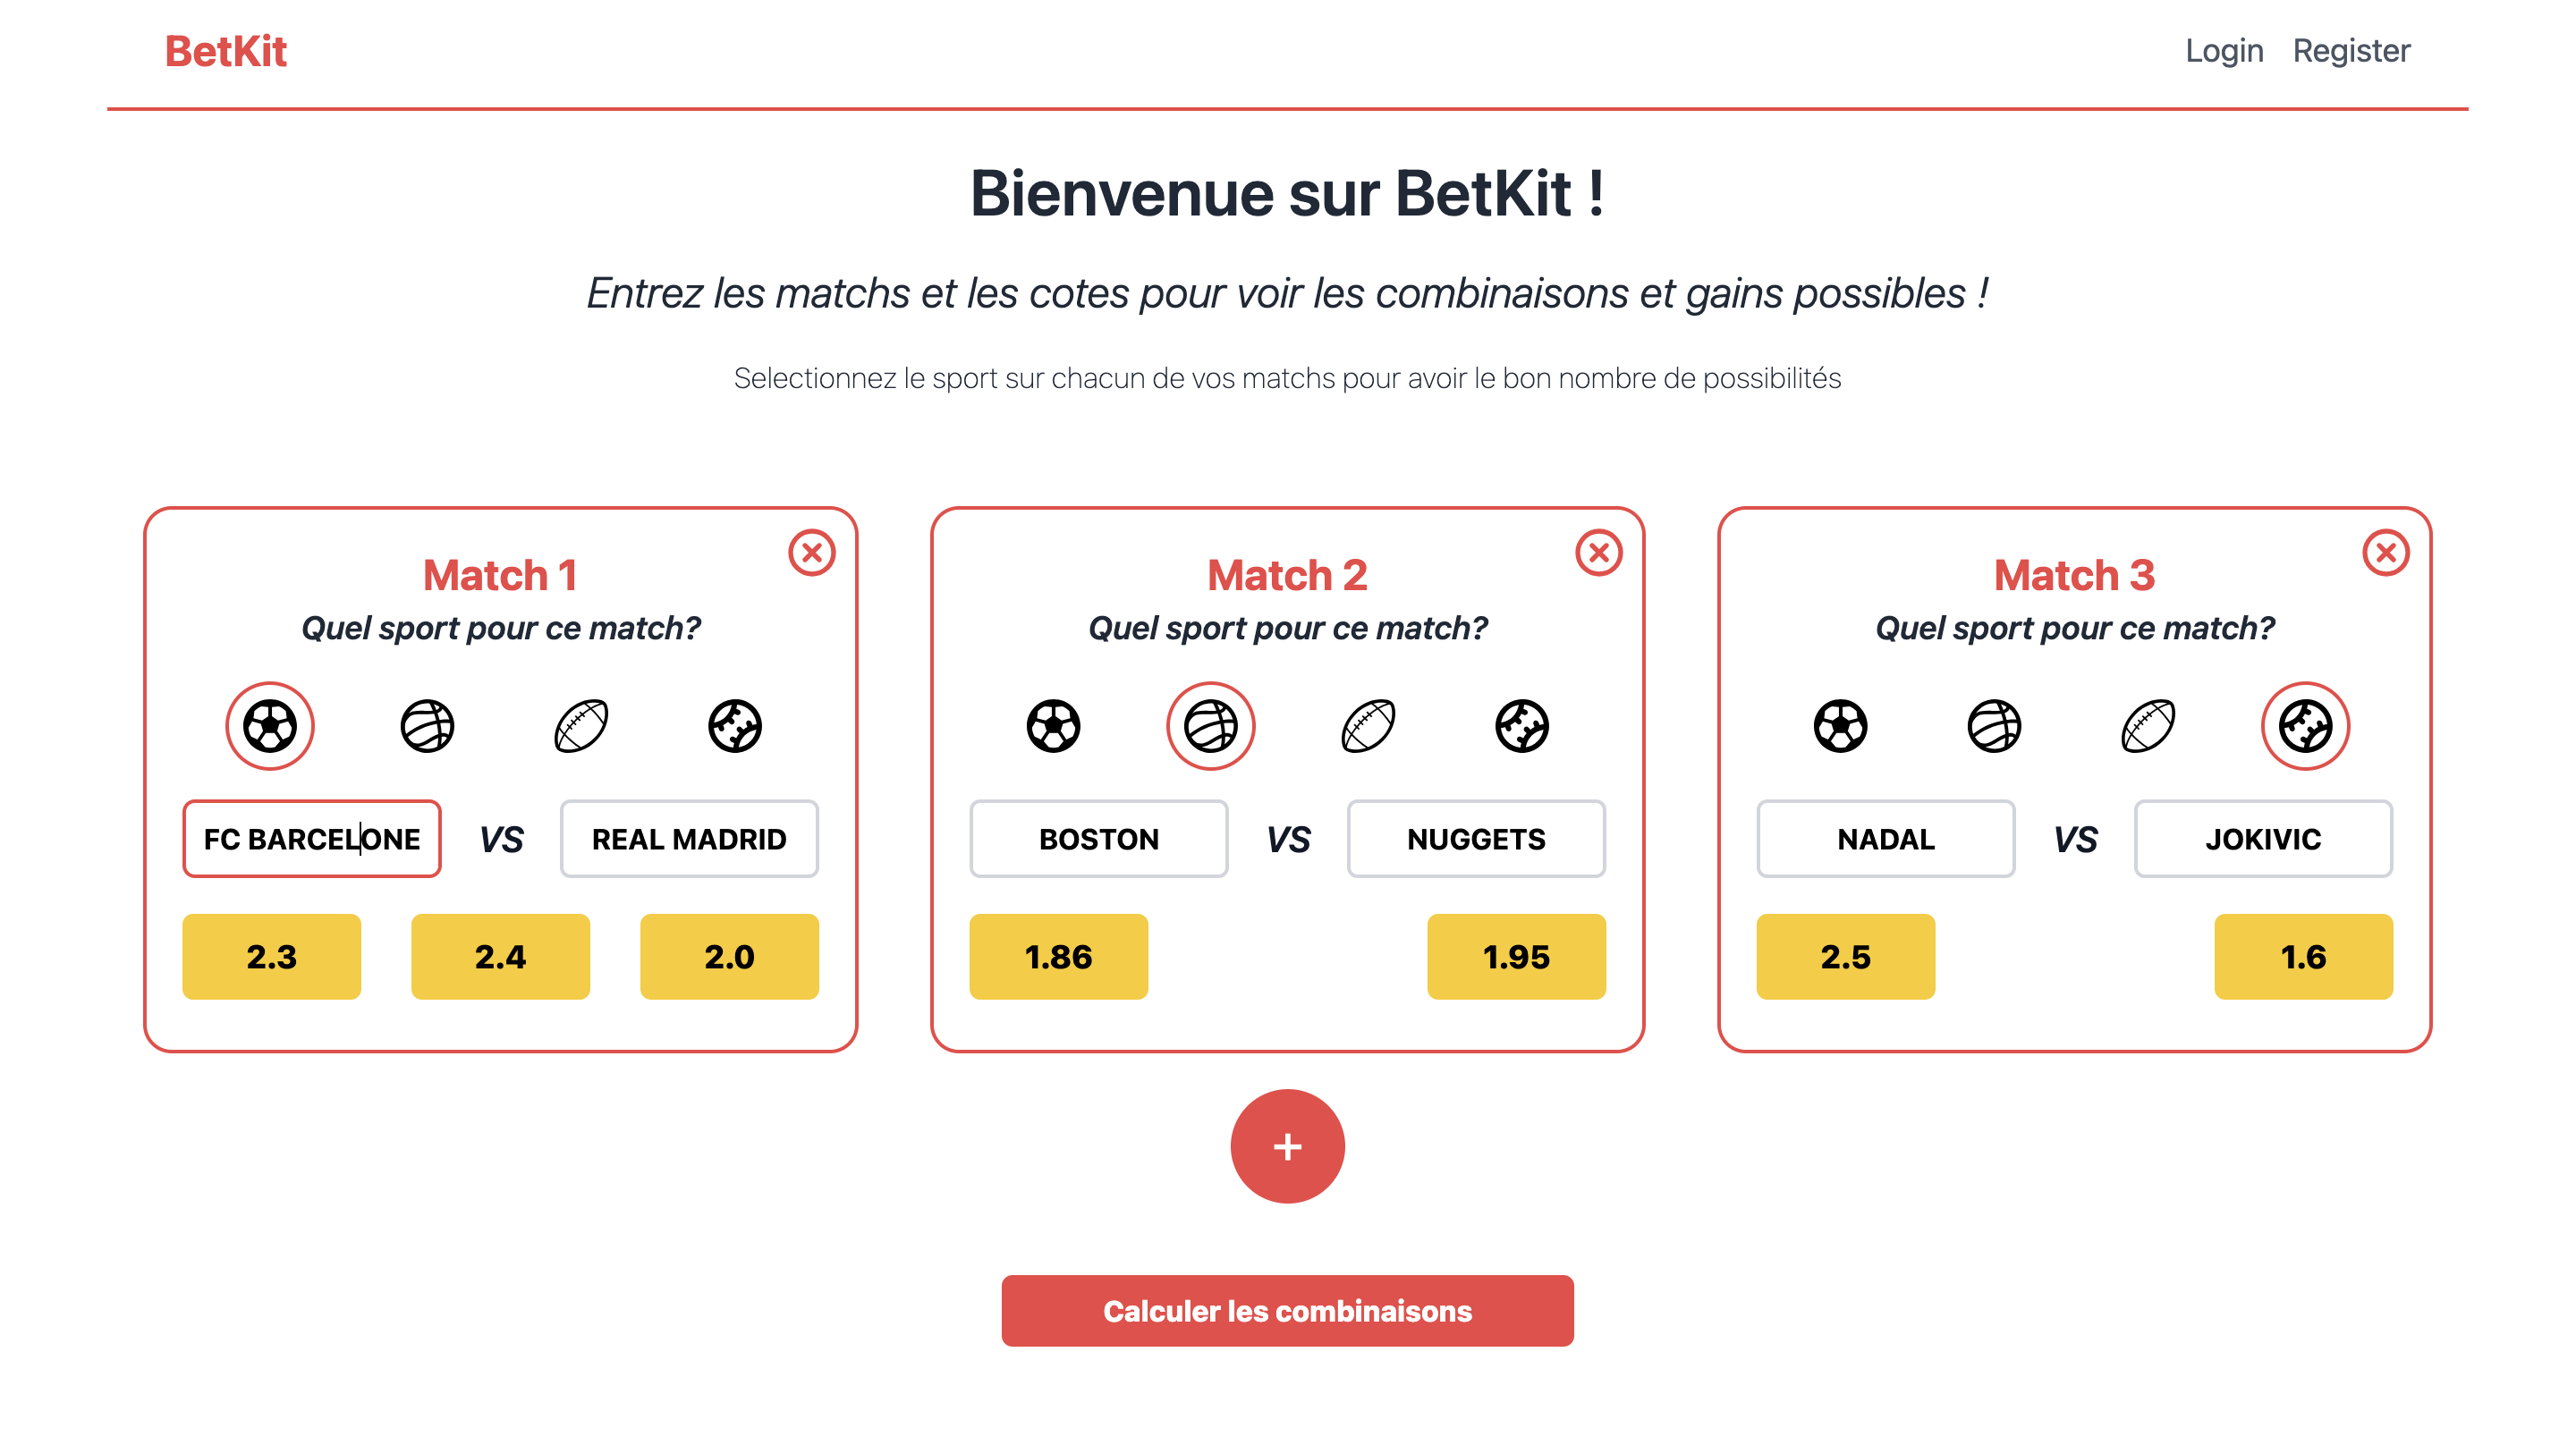 BetKit
Login Register
Bienvenue sur BetKit !
Entrez les matchs et les cotes pour voir les combinaisons et gains possibles !
Selectionnez le sport sur chacun de vos matchs pour avoir le bon nombre de possibilités
Match 1
Quel sport pour ce match?
FC BARCELONE VS REAL MADRID
2.3 2.4 2.0
Match 2
Quel sport pour ce match?
BOSTON VS NUGGETS
1.86 1.95
Match 3
Quel sport pour ce match?
NADAL VS JOKIVIC
2.5 1.6
+
Calculer les combinaisons